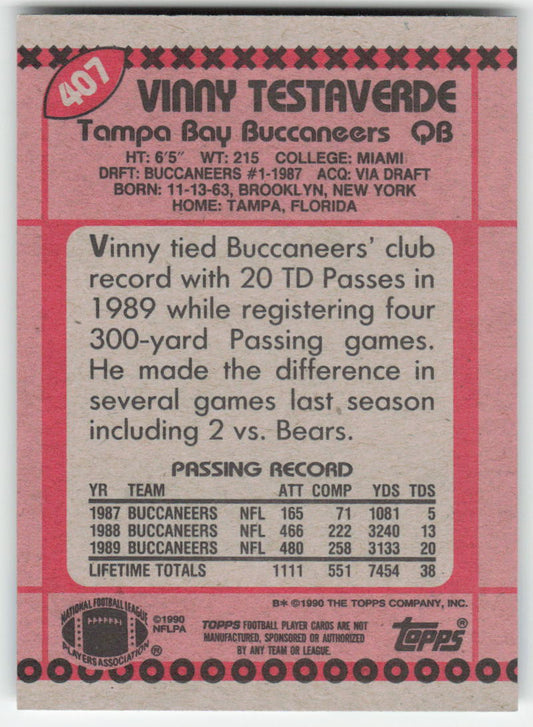 407
VINNY TESTAVERDE
Tampa Bay Buccaneers QB
HT: 6'5" WT: 215 COLLEGE: MIAMI
DRFT: BUCCANEERS #1-1987 ACQ: VIA DRAFT
BORN: 11-13-63, BROOKLYN, NEW YORK
HOME: TAMPA, FLORIDA
Vinny tied Buccaneers' club
record with 20 TD Passes in
1989 while registering four
300-yard Passing games.
He made the difference in
several games last season
including 2 vs. Bears.
PASSING RECORD
YR TEAM ATT COMP YDS TDS
1987 BUCCANEERS NFL 165 71 1081 5
1988 BUCCANEERS NFL 466 222 3240 13
1989 BUCCANEERS NFL 480 258 3133 20
LIFETIME TOTALS 1111 551 7454 38
B* ©1990 THE TOPPS COMPANY, INC.
NATIONAL FOOTBALL LEAGUE
PLAYERS ASSOCIATION ®
©1990
NFLPA
TOPPS FOOTBALL PLAYER CARDS ARE NOT
MANUFACTURED, SPONSORED OR AUTHORIZED
BY ANY TEAM OR LEAGUE.
TOPPS®